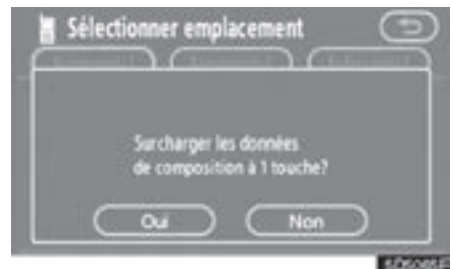 Sélectionner emplacement
Surcharger les données
de composition à 1 touche?
Oui
Non